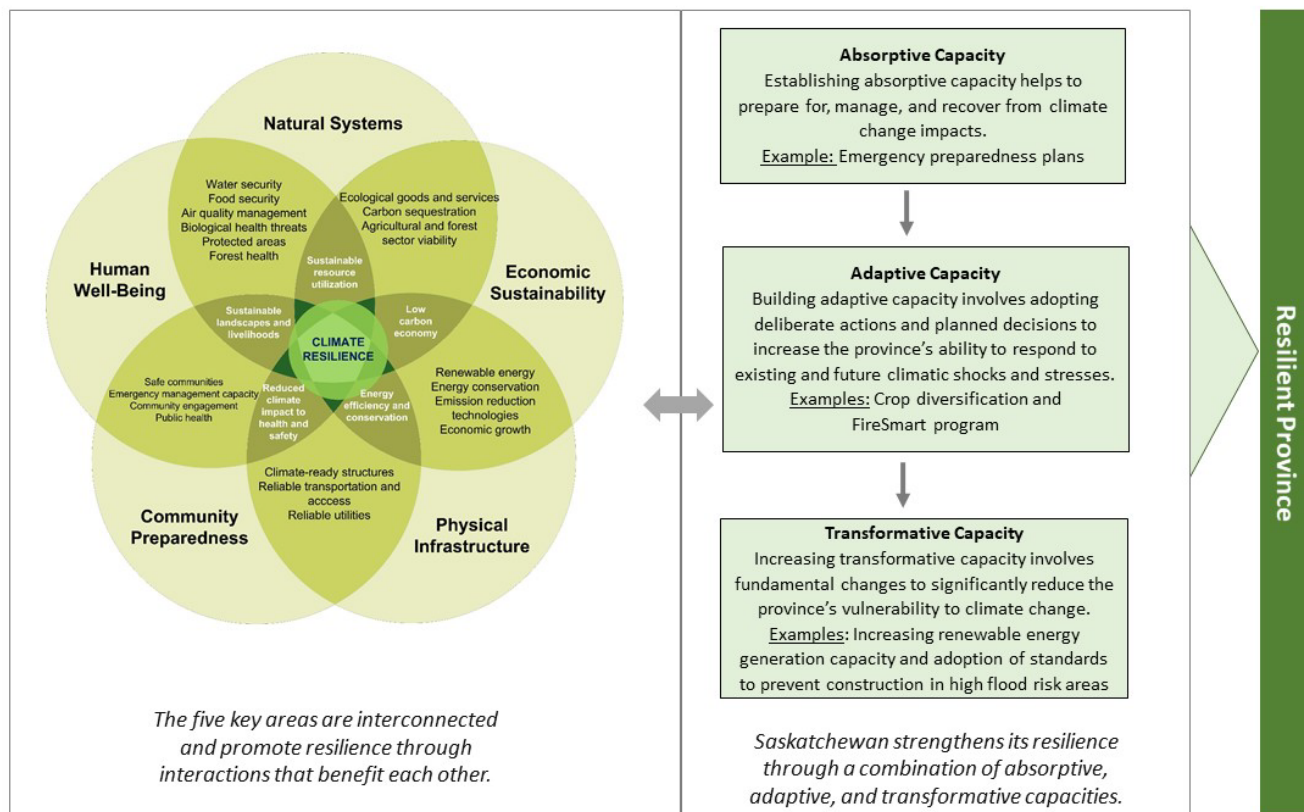 Natural Systems
Water security
Food security
Air quality management
Biological health threats
Protected areas
Forest health
Ecological goods and services
Carbon sequestration
Agricultural and forest
sector viability
Sustainable
resource
utilization
Human
Well-Being
Economic
Sustainability
Sustainable
landscapes and
livelihoods
Low
carbon
economy
CLIMATE
RESILIENCE
Safe communities
Emergency management capacity
Community engagement
Public health
Reduced
climate
impact to
health and
safety
Energy
efficiency and
conservation
Renewable energy
Energy conservation
Emission reduction
technologies
Economic growth
Climate-ready structures
Reliable transportation and
acccess
Reliable utilities
Community
Preparedness
Physical
Infrastructure
The five key areas are interconnected
and promote resilience through
interactions that benefit each other.
Absorptive Capacity
Establishing absorptive capacity helps to
prepare for, manage, and recover from climate
change impacts.
Example: Emergency preparedness plans
Adaptive Capacity
Building adaptive capacity involves adopting
deliberate actions and planned decisions to
increase the province's ability to respond to
existing and future climatic shocks and stresses.
Examples: Crop diversification and
FireSmart program
Transformative Capacity
Increasing transformative capacity involves
fundamental changes to significantly reduce the
province's vulnerability to climate change.
Examples: Increasing renewable energy
generation capacity and adoption of standards
to prevent construction in high flood risk areas
Saskatchewan strengthens its resilience
through a combination of absorptive,
adaptive, and transformative capacities.
Resilient Province